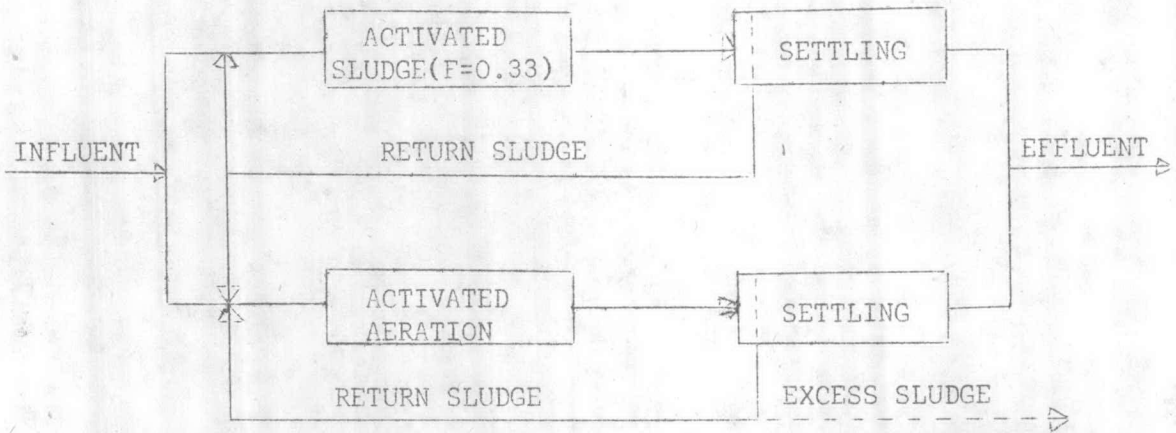 ACTIVATED
SLUDGE(F=0.33)
SETTLING
INFLUENT
RETURN SLUDGE
EFFLUENT
ACTIVATED
AERATION
SETTLING
RETURN SLUDGE
EXCESS SLUDGE